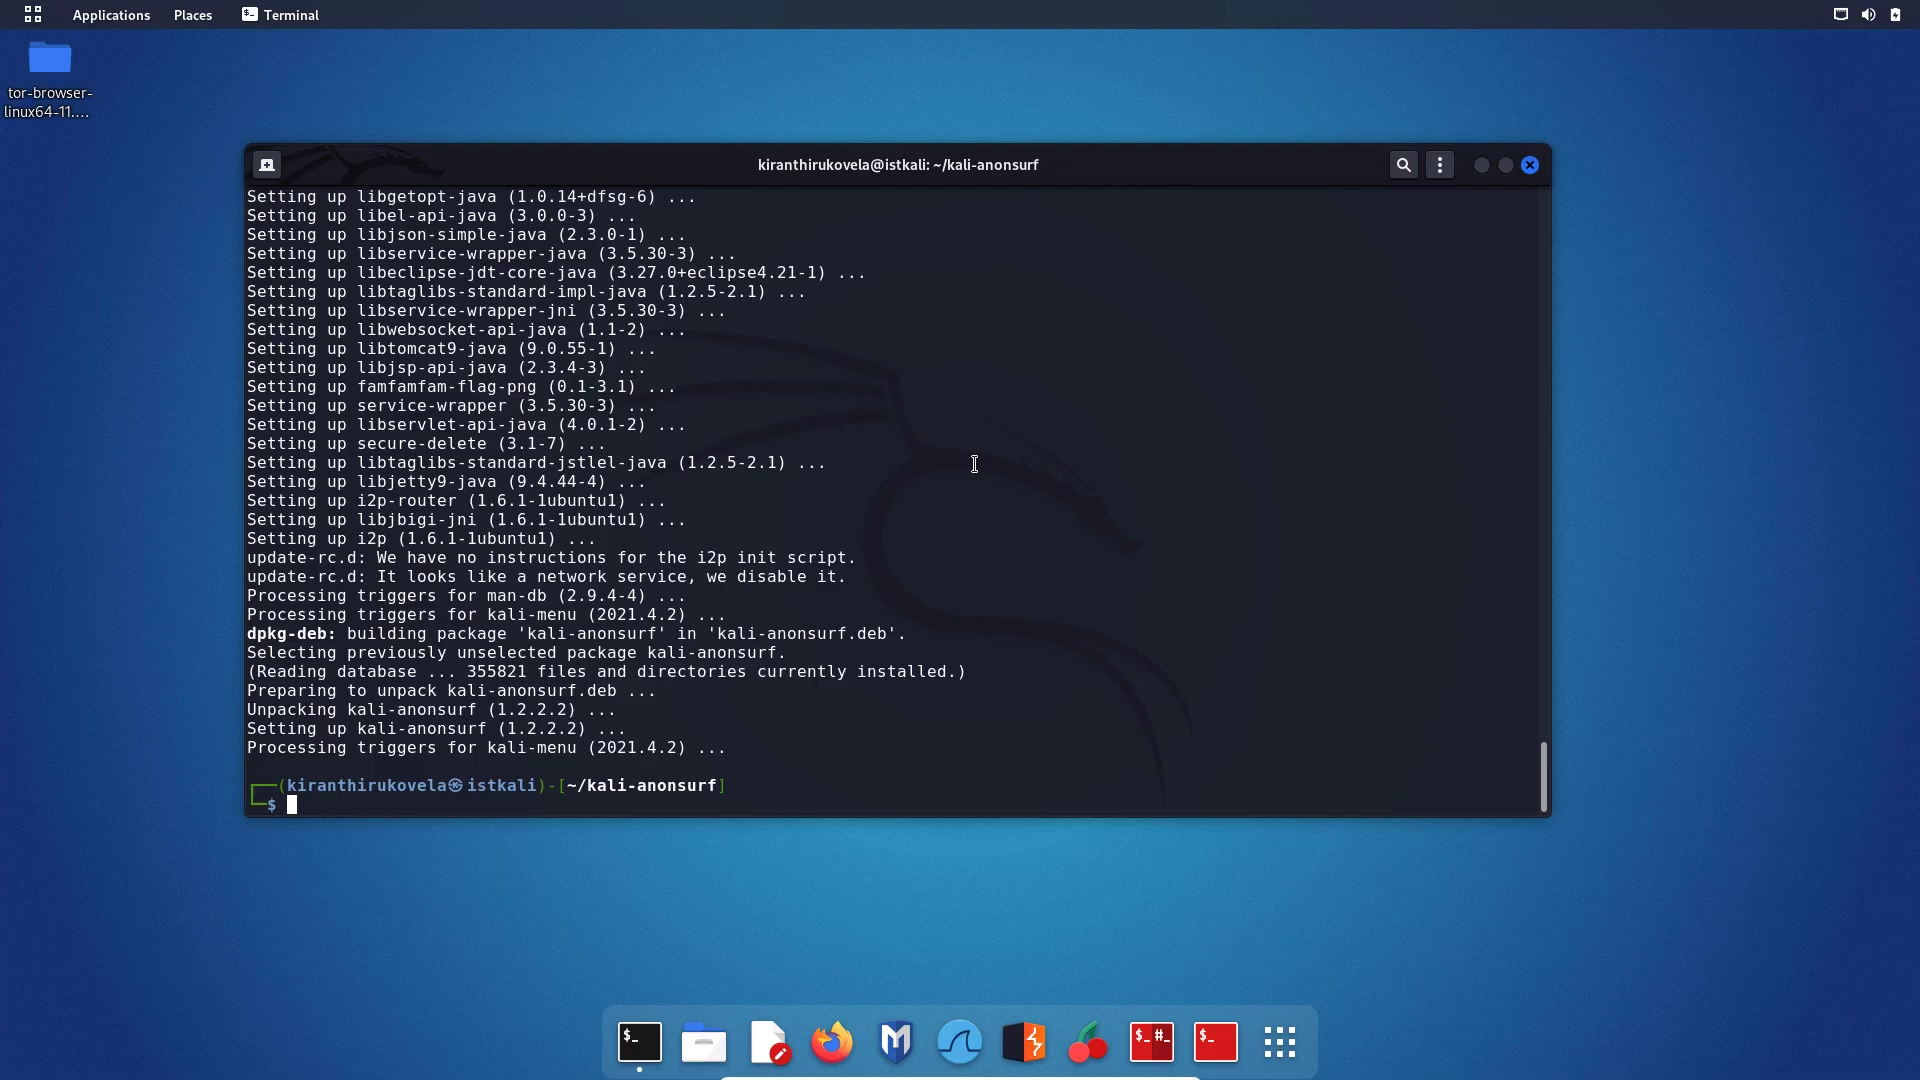 Applications Places Terminal
tor-browser-
linux64-11....
kiranthirukovela@istkali: ~/kali-anonsurf
Setting up libgetopt-java (1.0.14+dfsg-6) ...
Setting up libel-api-java (3.0.0-3) ...
Setting up libjson-simple-java (2.3.0-1) ...
Setting up libservice-wrapper-java (3.5.30-3) ...
Setting up libeclipse-jdt-core-java (3.27.0+eclipse4.21-1) ...
Setting up libtaglibs-standard-impl-java (1.2.5-2.1) ...
Setting up libservice-wrapper-jni (3.5.30-3) ...
Setting up libwebsocket-api-java (1.1-2) ...
Setting up libtomcat9-java (9.0.55-1) ...
Setting up libjsp-api-java (2.3.4-3) ...
Setting up famfamfam-flag-png (0.1-3.1) ...
Setting up service-wrapper (3.5.30-3) ...
Setting up libservlet-api-java (4.0.1-2) ...
Setting up secure-delete (3.1-7) ...
Setting up libtaglibs-standard-jstlel-java (1.2.5-2.1) ...
Setting up libjetty9-java (9.4.44-4) ...
Setting up i2p-router (1.6.1-1ubuntu1) ...
Setting up libjbigi-jni (1.6.1-1ubuntu1) ...
Setting up i2p (1.6.1-1ubuntu1) ...
update-rc.d: We have no instructions for the i2p init script.
update-rc.d: It looks like a network service, we disable it.
Processing triggers for man-db (2.9.4-4) ...
Processing triggers for kali-menu (2021.4.2) ...
dpkg-deb: building package 'kali-anonsurf' in 'kali-anonsurf.deb'.
Selecting previously unselected package kali-anonsurf.
(Reading database ... 355821 files and directories currently installed.)
Preparing to unpack kali-anonsurf.deb ...
Unpacking kali-anonsurf (1.2.2.2) ...
Setting up kali-anonsurf (1.2.2.2) ...
Processing triggers for kali-menu (2021.4.2) ...
┌──(kiranthirukovela㉿istkali)-[~/kali-anonsurf]
└─$
$_ $_ #_ $_